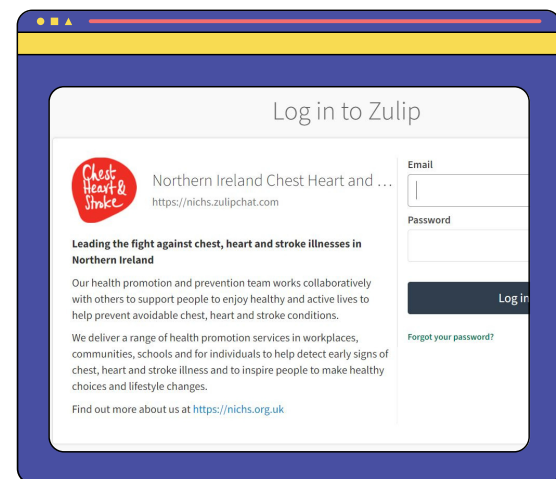 Log in to Zulip
Chest
Heart &
Stroke
Northern Ireland Chest Heart and ...
https://nichs.zulipchat.com
Leading the fight against chest, heart and stroke illnesses in
Northern Ireland
Our health promotion and prevention team works collaboratively
with others to support people to enjoy healthy and active lives to
help prevent avoidable chest, heart and stroke conditions.
We deliver a range of health promotion services in workplaces,
communities, schools and for individuals to help detect early signs of
chest, heart and stroke illness and to inspire people to make healthy
choices and lifestyle changes.
Find out more about us at https://nichs.org.uk
Email
Password
Log in
Forgot your password?